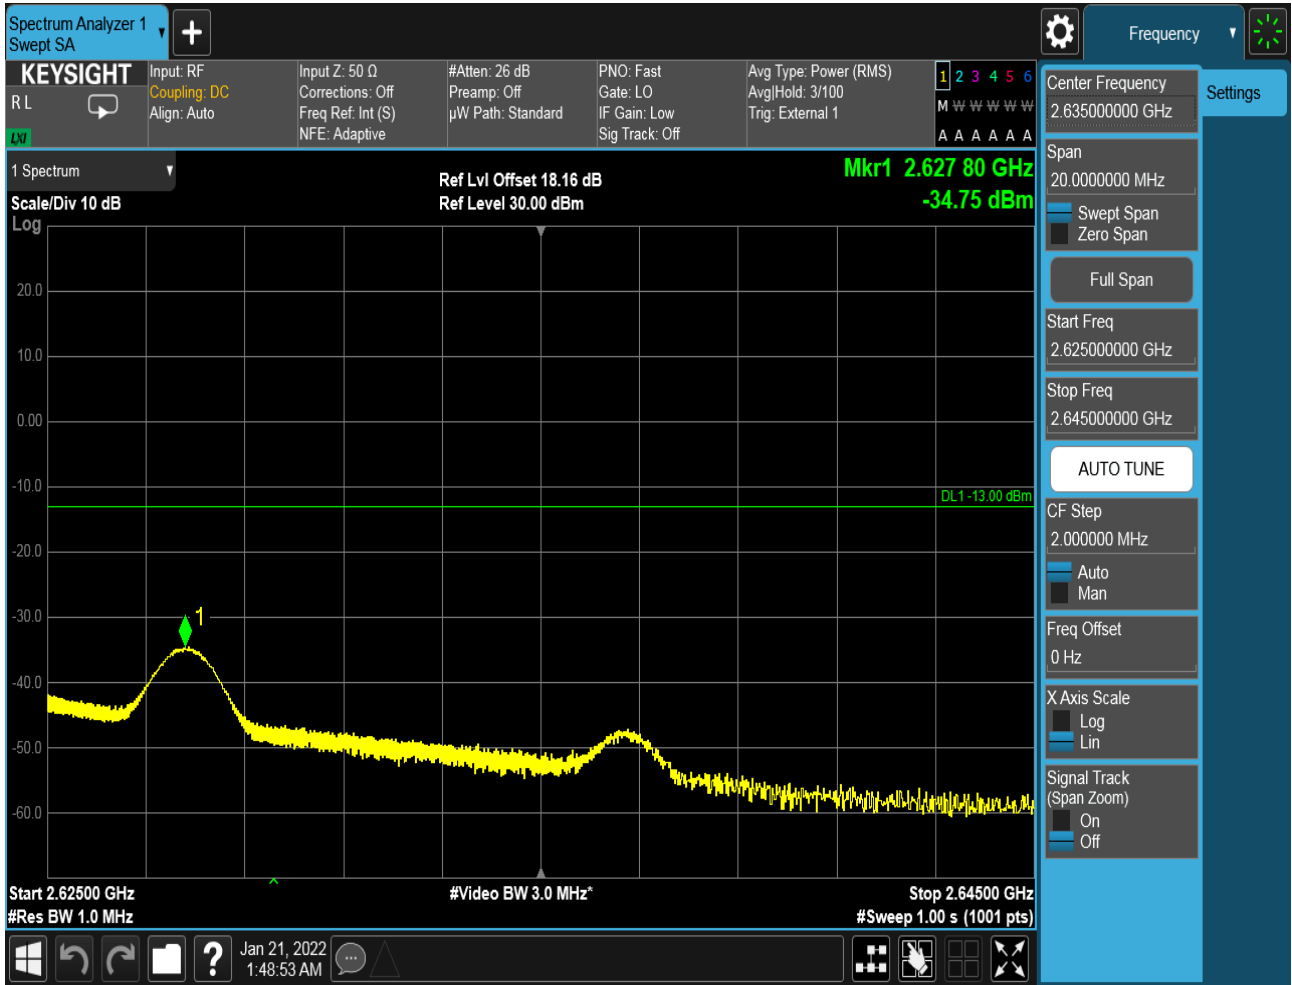 Spectrum Analyzer 1
Swept SA
+
Frequency
KEYSIGHT
R L
LXI
Input: RF
Coupling: DC
Align: Auto
Input Z: 50 Ω
Corrections: Off
Freq Ref: Int (S)
NFE: Adaptive
#Atten: 26 dB
Preamp: Off
µW Path: Standard
PNO: Fast
Gate: LO
IF Gain: Low
Sig Track: Off
Avg Type: Power (RMS)
Avg|Hold: 3/100
Trig: External 1
1 2 3 4 5 6
M W W W W W
A A A A A A
1 Spectrum
Scale/Div 10 dB
Log
Ref Lvl Offset 18.16 dB
Ref Level 30.00 dBm
Mkr1 2.627 80 GHz
-34.75 dBm
20.0
10.0
0.00
-10.0
-20.0
-30.0
-40.0
-50.0
-60.0
DL1 -13.00 dBm
1
Start 2.62500 GHz
#Res BW 1.0 MHz
#Video BW 3.0 MHz*
Stop 2.64500 GHz
#Sweep 1.00 s (1001 pts)
Center Frequency
2.635000000 GHz
Span
20.0000000 MHz
Swept Span
Zero Span
Full Span
Start Freq
2.625000000 GHz
Stop Freq
2.645000000 GHz
AUTO TUNE
CF Step
2.000000 MHz
Auto
Man
Freq Offset
0 Hz
X Axis Scale
Log
Lin
Signal Track
(Span Zoom)
On
Off
Settings
?
Jan 21, 2022
1:48:53 AM